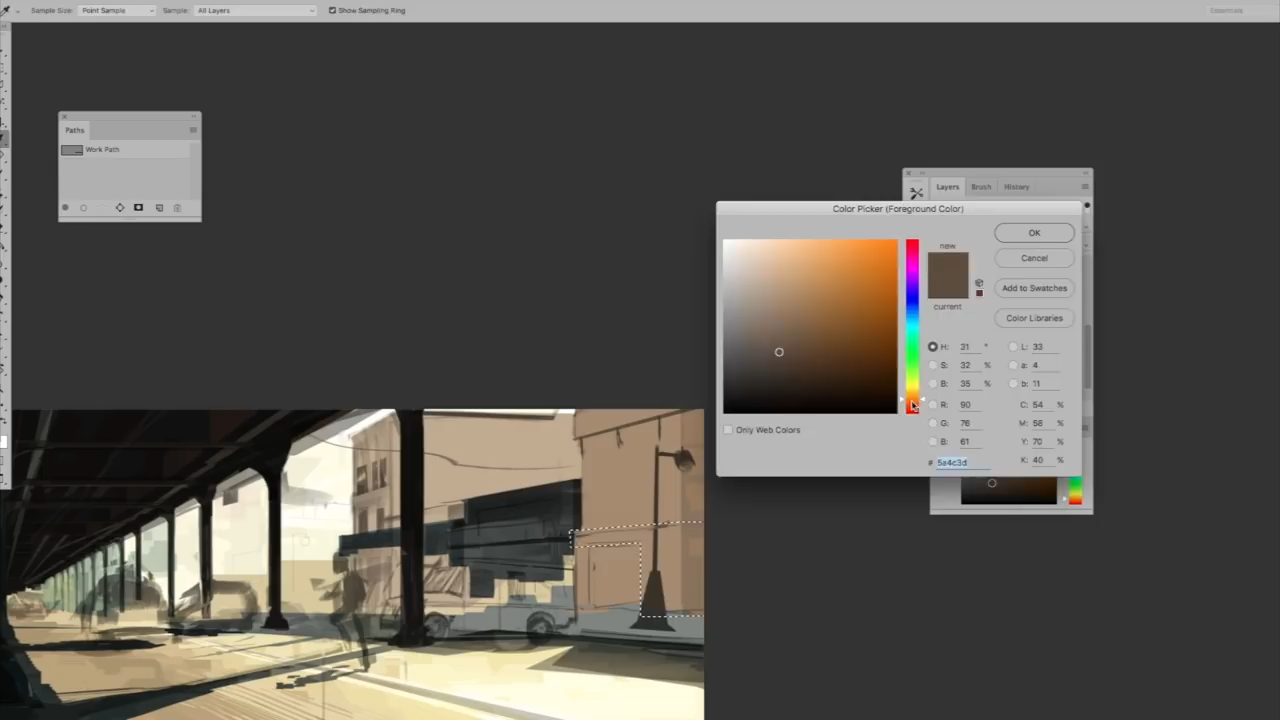 Sample Size: Point Sample Sample: All Layers Show Sampling Ring Essentials
Paths
Work Path
Layers Brush History
Color Picker (Foreground Color)
new
current
OK
Cancel
Add to Swatches
Color Libraries
H: 31 °
S: 32 %
B: 35 %
R: 90
G: 76
B: 61
# 5a4c3d
L: 33
a: 4
b: 11
C: 54 %
M: 58 %
Y: 70 %
K: 40 %
Only Web Colors